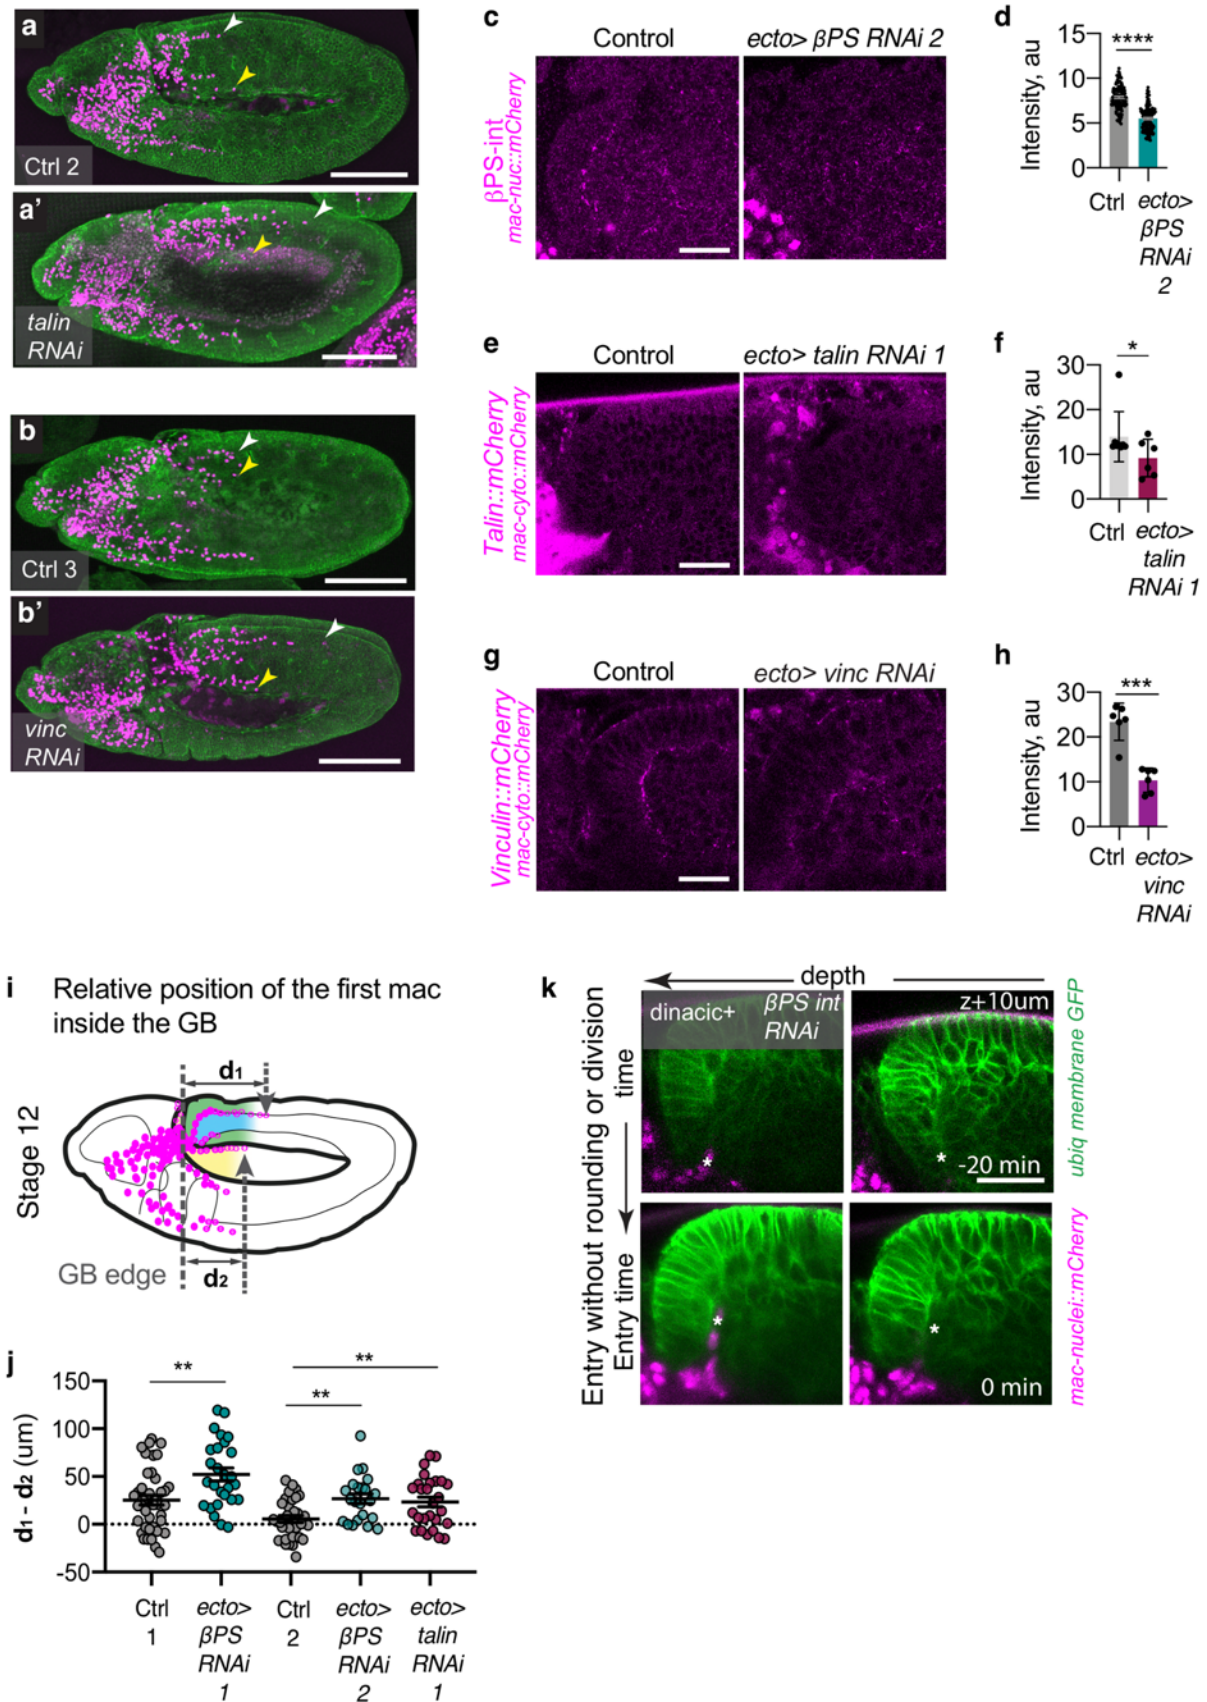 a
Ctrl 2
a'
talin
RNAi
b
Ctrl 3
b'
vinc
RNAi
c
Control
ecto> βPS RNAi 2
βPS-int
mac-nuc::mCherry
d
Intensity, au
15
10
5
0
****
Ctrl
ecto>
βPS
RNAi
2
e
Control
ecto> talin RNAi 1
Talin::mCherry
mac-cyto::mCherry
f
Intensity, au
30
20
10
0
*
Ctrl
ecto>
talin
RNAi 1
g
Control
ecto> vinc RNAi
Vinculin::mCherry
mac-cyto::mCherry
h
Intensity, au
30
20
10
0
***
Ctrl
ecto>
vinc
RNAi
i
Relative position of the first mac
inside the GB
Stage 12
d1
GB edge
d2
j
d1 - d2 (um)
150
100
50
0
-50
**
**
**
Ctrl
1
ecto>
βPS
RNAi
1
Ctrl
2
ecto>
βPS
RNAi
2
ecto>
talin
RNAi
1
k
depth
Entry without rounding or division
Entry time
time
dinacic+
βPS int
RNAi
z+10um
*
*
-20 min
*
*
0 min
ubiq membrane GFP
mac-nuclei::mCherry